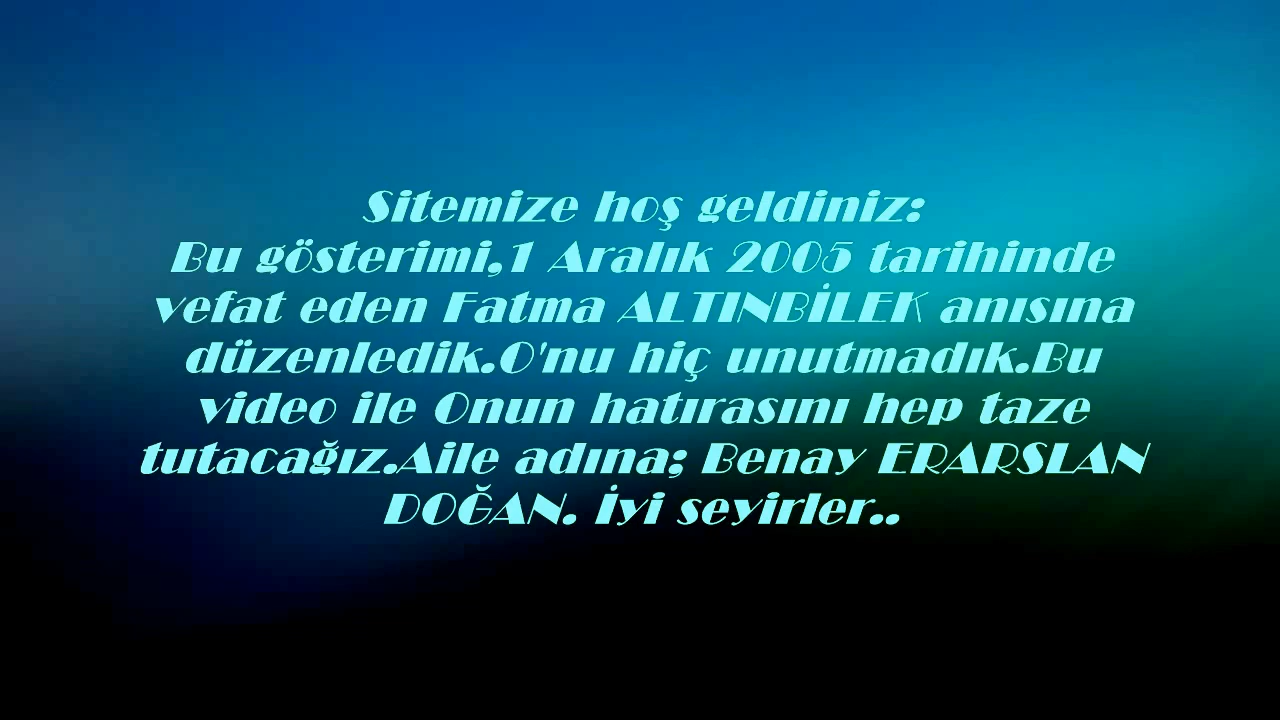 Sitemize hoş geldiniz:
Bu gösterimi,1 Aralık 2005 tarihinde
vefat eden Fatma ALTINBİLEK anısına
düzenledik.O'nu hiç unutmadık.Bu
video ile Onun hatırasını hep taze
tutacağız.Aile adına; Benay ERARSLAN
DOĞAN. İyi seyirler..